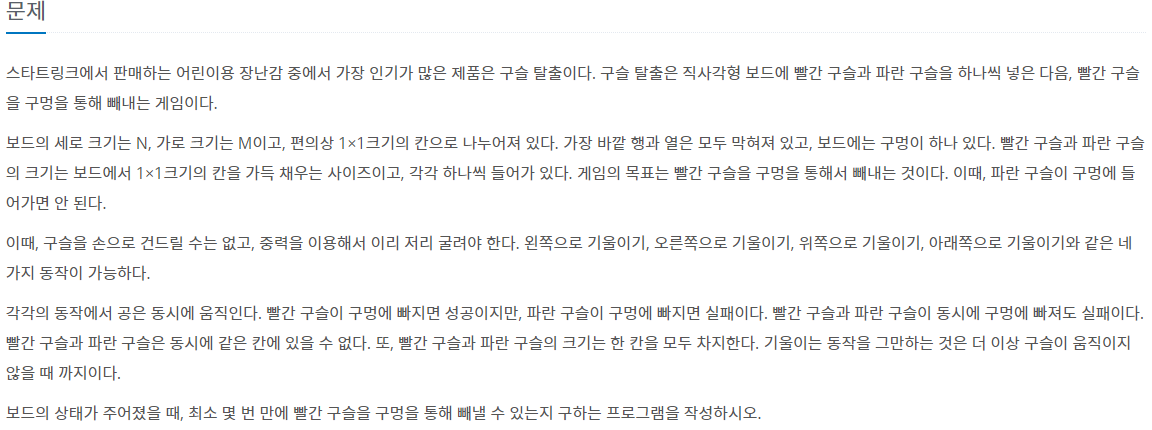 문제
스타트링크에서 판매하는 어린이용 장난감 중에서 가장 인기가 많은 제품은 구슬 탈출이다. 구슬 탈출은 직사각형 보드에 빨간 구슬과 파란 구슬을 하나씩 넣은 다음, 빨간 구슬
을 구멍을 통해 빼내는 게임이다.
보드의 세로 크기는 N, 가로 크기는 M이고, 편의상 1×1크기의 칸으로 나누어져 있다. 가장 바깥 행과 열은 모두 막혀져 있고, 보드에는 구멍이 하나 있다. 빨간 구슬과 파란 구슬
의 크기는 보드에서 1×1크기의 칸을 가득 채우는 사이즈이고, 각각 하나씩 들어가 있다. 게임의 목표는 빨간 구슬을 구멍을 통해서 빼내는 것이다. 이때, 파란 구슬이 구멍에 들
어가면 안 된다.
이때, 구슬을 손으로 건드릴 수는 없고, 중력을 이용해서 이리 저리 굴려야 한다. 왼쪽으로 기울이기, 오른쪽으로 기울이기, 위쪽으로 기울이기, 아래쪽으로 기울이기와 같은 네
가지 동작이 가능하다.
각각의 동작에서 공은 동시에 움직인다. 빨간 구슬이 구멍에 빠지면 성공이지만, 파란 구슬이 구멍에 빠지면 실패이다. 빨간 구슬과 파란 구슬이 동시에 구멍에 빠져도 실패이다.
빨간 구슬과 파란 구슬은 동시에 같은 칸에 있을 수 없다. 또, 빨간 구슬과 파란 구슬의 크기는 한 칸을 모두 차지한다. 기울이는 동작을 그만하는 것은 더 이상 구슬이 움직이지
않을 때 까지이다.
보드의 상태가 주어졌을 때, 최소 몇 번 만에 빨간 구슬을 구멍을 통해 빼낼 수 있는지 구하는 프로그램을 작성하시오.